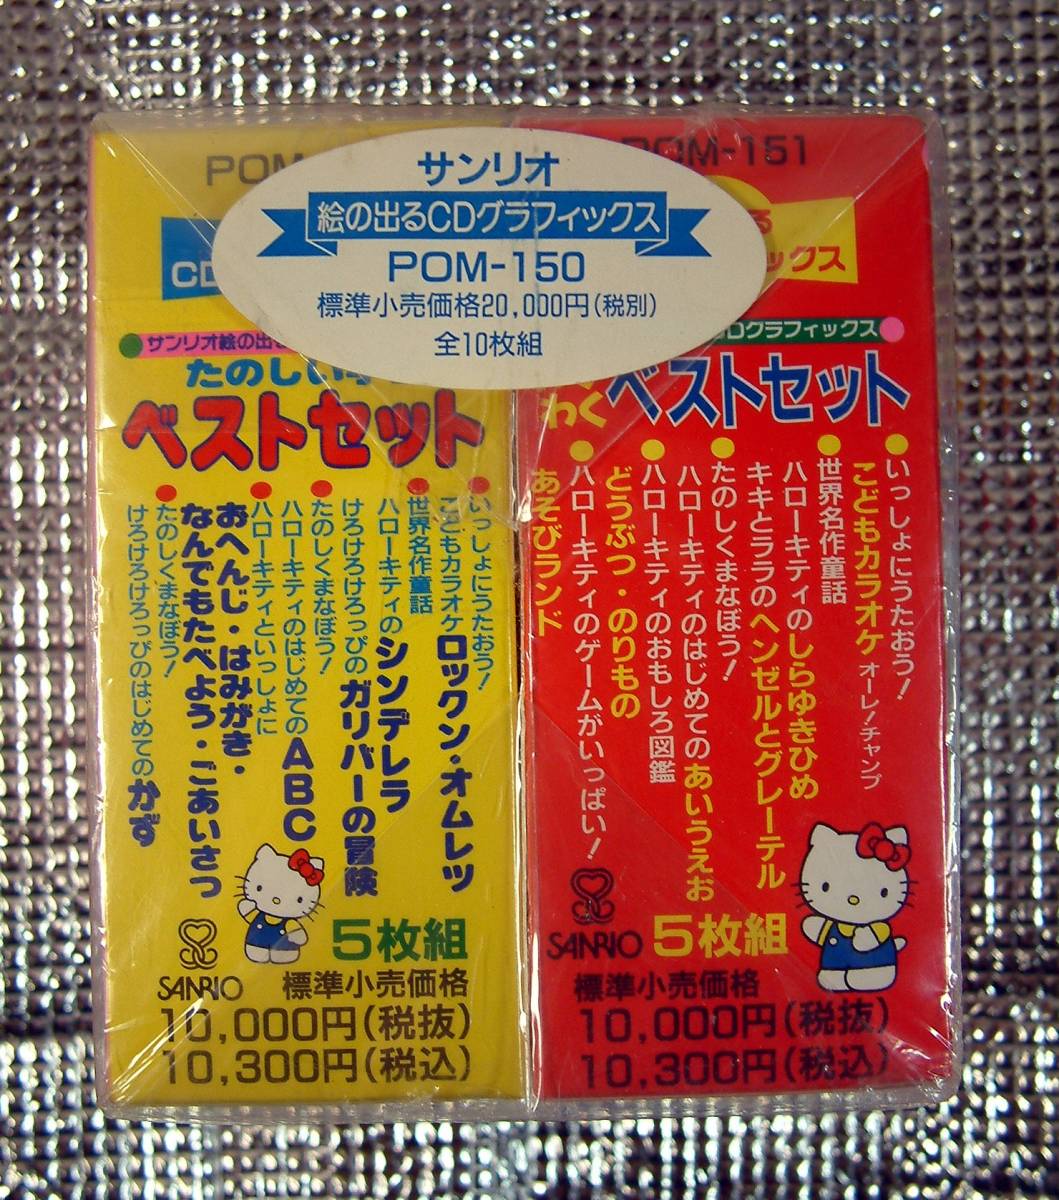 サンリオ
絵の出るCDグラフィックス
POM-150
標準小売価格20,000円(税別)
全10枚組
POM-
CD
サンリオ絵の出
たのしい
ベストセット
いっしょにうたおう!
こどもカラオケ ロックン・オムレツ
世界名作童話
ハローキティの シンデレラ
けろけろけろっぴの ガリバーの冒険
たのしくまなぼう!
ハローキティのはじめての ABC
ハローキティといっしょに
おへんじ・はみがき・
なんでもたべよう・ごあいさつ
たのしくまなぼう!
けろけろけろっぴのはじめての かず
5枚組
SANRIO
標準小売価格
10,000円(税抜)
10,300円(税込)
POM-151
る
ックス
CDグラフィックス
わく
ベストセット
いっしょにうたおう!
こどもカラオケ オーレ!チャンプ
世界名作童話
ハローキティのしらゆきひめ
キキとララのヘンゼルとグレーテル
たのしくまなぼう!
ハローキティのはじめてのあいうえお
ハローキティのおもしろ図鑑
どうぶつ・のりもの
ハローキティのゲームがいっぱい!
あそびランド
SANRIO
5枚組
標準小売価格
10,000円(税抜)
10,300円(税込)